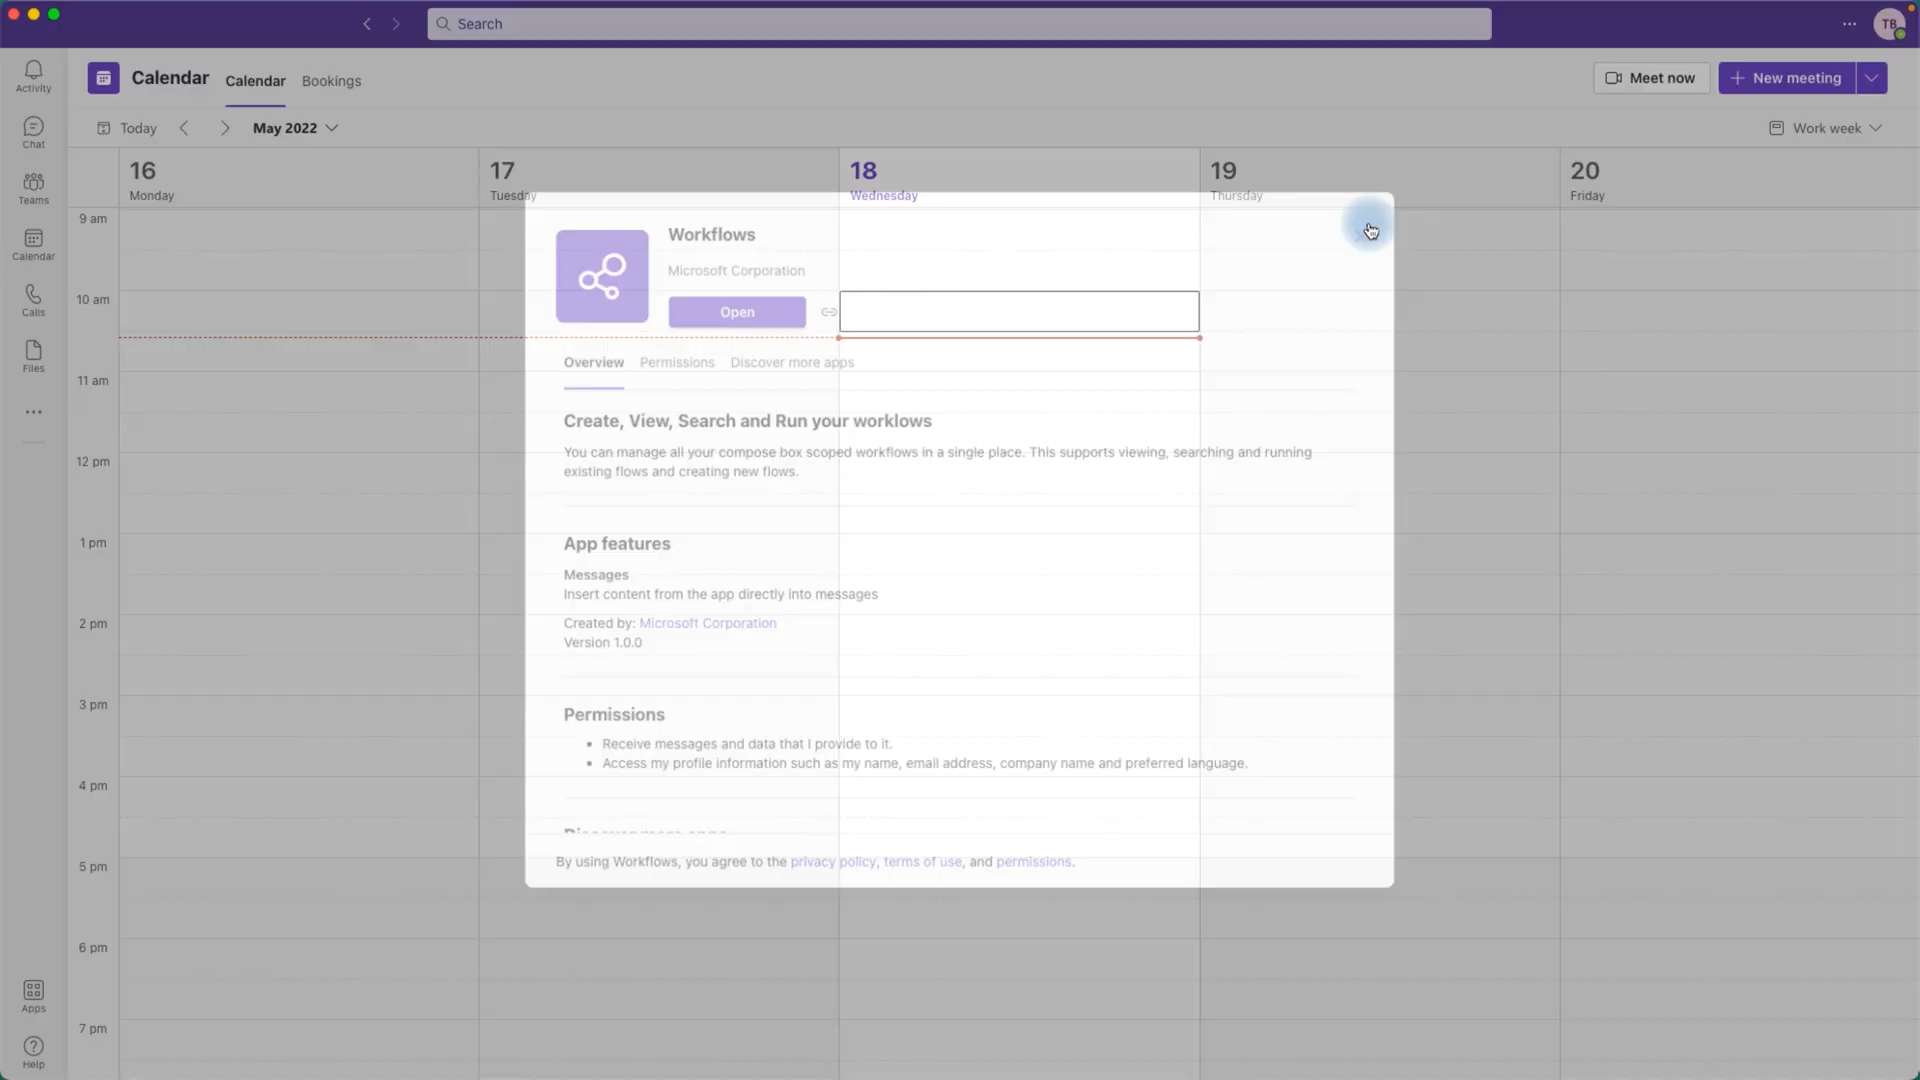 Search
TB
Activity
Chat
Teams
Calendar
Calls
Files
Apps
Help
Calendar
Calendar
Bookings
Meet now
New meeting
Today
May 2022
Work week
16
Monday
17
Tuesday
18
Wednesday
19
Thursday
20
Friday
9 am
10 am
11 am
12 pm
1 pm
2 pm
3 pm
4 pm
5 pm
6 pm
7 pm
Workflows
Microsoft Corporation
Open
Overview
Permissions
Discover more apps
Create, View, Search and Run your worklows
You can manage all your compose box scoped workflows in a single place. This supports viewing, searching and running
existing flows and creating new flows.
App features
Messages
Insert content from the app directly into messages
Created by: Microsoft Corporation
Version 1.0.0
Permissions
Receive messages and data that I provide to it.
Access my profile information such as my name, email address, company name and preferred language.
By using Workflows, you agree to the privacy policy, terms of use, and permissions.